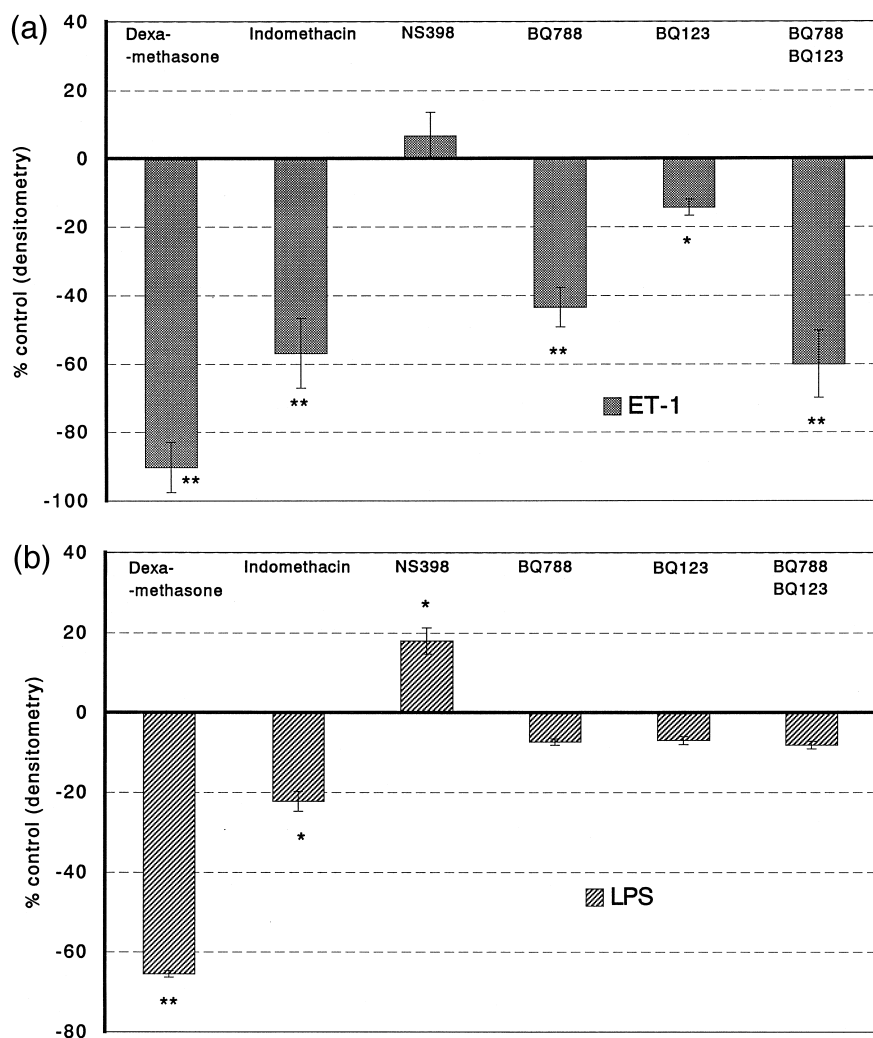 (a)
40
20
0
-20
-40
-60
-80
-100
% control (densitometry)
Dexa-
-methasone
Indomethacin
NS398
BQ788
BQ123
BQ788
BQ123
**
**
**
*
**
ET-1
(b)
40
20
0
-20
-40
-60
-80
% control (densitometry)
Dexa-
-methasone
Indomethacin
NS398
BQ788
BQ123
BQ788
BQ123
*
*
**
LPS